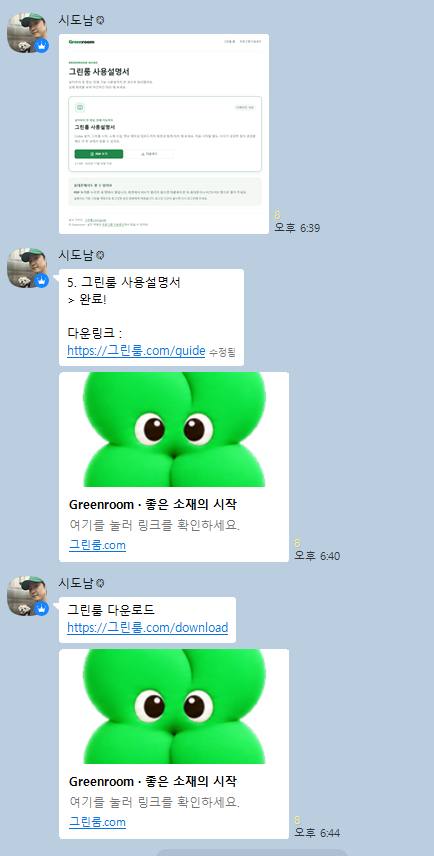 시도남
Greenroom
그린룸 사용설명서
그린룸 사용설명서
8
오후 6:39
시도남
5. 그린룸 사용설명서
> 완료!
다운링크 :
https://그린룸.com/guide 수정됨
Greenroom · 좋은 소재의 시작
여기를 눌러 링크를 확인하세요.
그린룸.com
8
오후 6:40
시도남
그린룸 다운로드
https://그린룸.com/download
Greenroom · 좋은 소재의 시작
여기를 눌러 링크를 확인하세요.
그린룸.com
8
오후 6:44